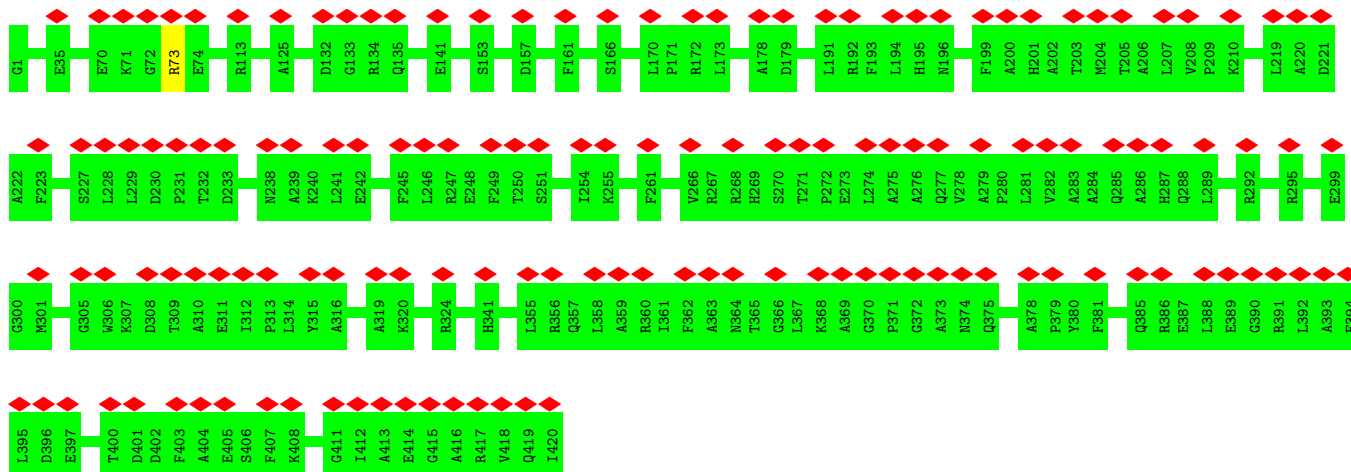 G1 E35 E70 K71 G72 R73 E74 R113 A125 D132 G133 R134 Q135 E141 S153 D157 F161 S166 L170 P171 R172 L173 A178 D179 L191 R192 F193 L194 H195 N196 F199 A200 H201 A202 T203 M204 T205 A206 L207 V208 P209 K210 L219 A220 D221
A222 F223 S227 L228 L229 D230 P231 T232 D233 N238 A239 K240 L241 E242 F245 L246 R247 E248 F249 T250 S251 I254 K255 F261 V266 R267 R268 H269 S270 T271 P272 E273 L274 A275 A276 Q277 V278 A279 P280 L281 V282 A283 A284 Q285 A286 H287 Q288 L289 R292 R295 E299
G300 M301 G305 W306 K307 D308 T309 A310 E311 I312 P313 L314 Y315 A316 A319 K320 R324 H341 L355 R356 Q357 L358 A359 R360 I361 F362 A363 N364 T365 G366 L367 K368 A369 G370 P371 G372 A373 N374 Q375 A378 P379 Y380 F381 Q385 R386 E387 L388 E389 G390 R391 L392 A393 E394
L395 D396 E397 T400 D401 D402 F403 A404 E405 S406 F407 K408 G411 I412 A413 E414 G415 A416 R417 V418 Q419 I420